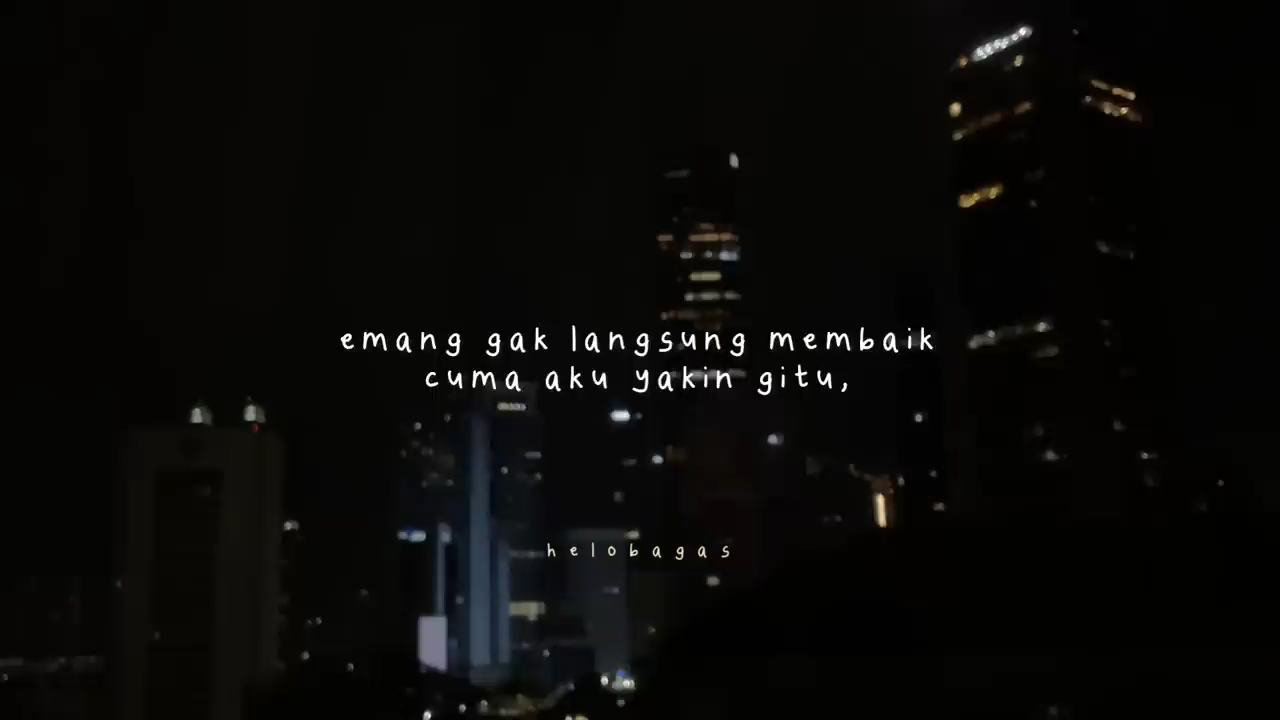 emang gak langsung membaik
cuma aku yakin gitu,
helobagas